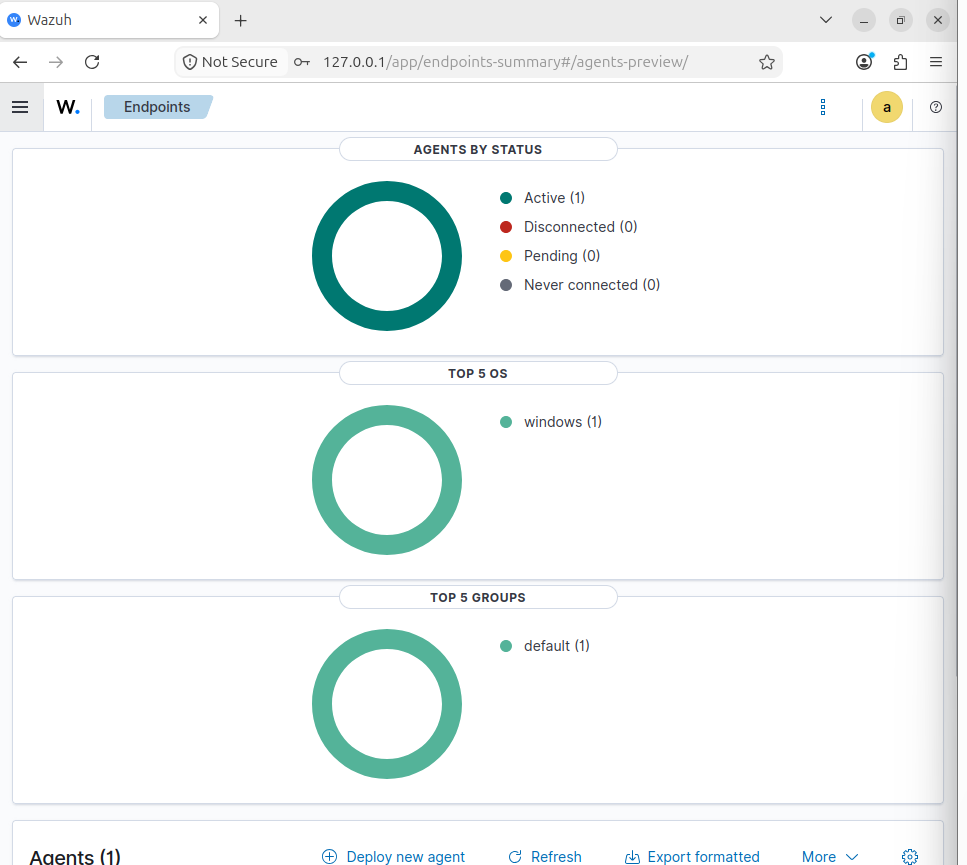 Wazuh
Not Secure 127.0.0.1/app/endpoints-summary#/agents-preview/
W. Endpoints a
AGENTS BY STATUS
Active (1)
Disconnected (0)
Pending (0)
Never connected (0)
TOP 5 OS
windows (1)
TOP 5 GROUPS
default (1)
Agents (1) Deploy new agent Refresh Export formatted More